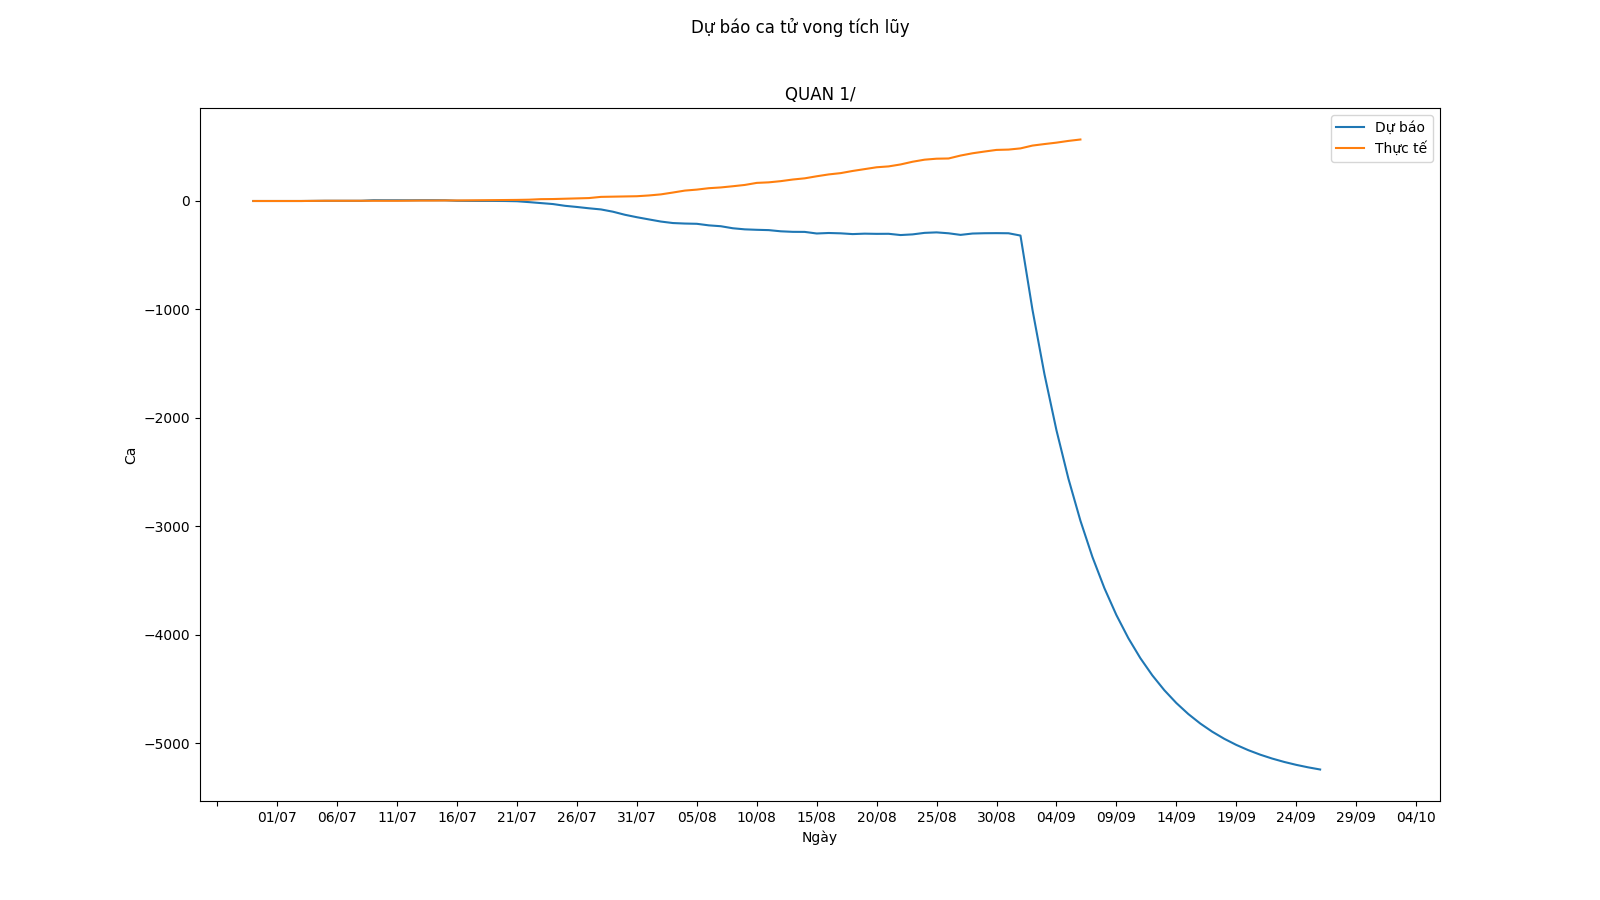 Dự báo ca tử vong tích lũy
QUAN 1/
Dự báo
Thực tế
0
−1000
−2000
−3000
−4000
−5000
Ca
01/07 06/07 11/07 16/07 21/07 26/07 31/07 05/08 10/08 15/08 20/08 25/08 30/08 04/09 09/09 14/09 19/09 24/09 29/09 04/10
Ngày